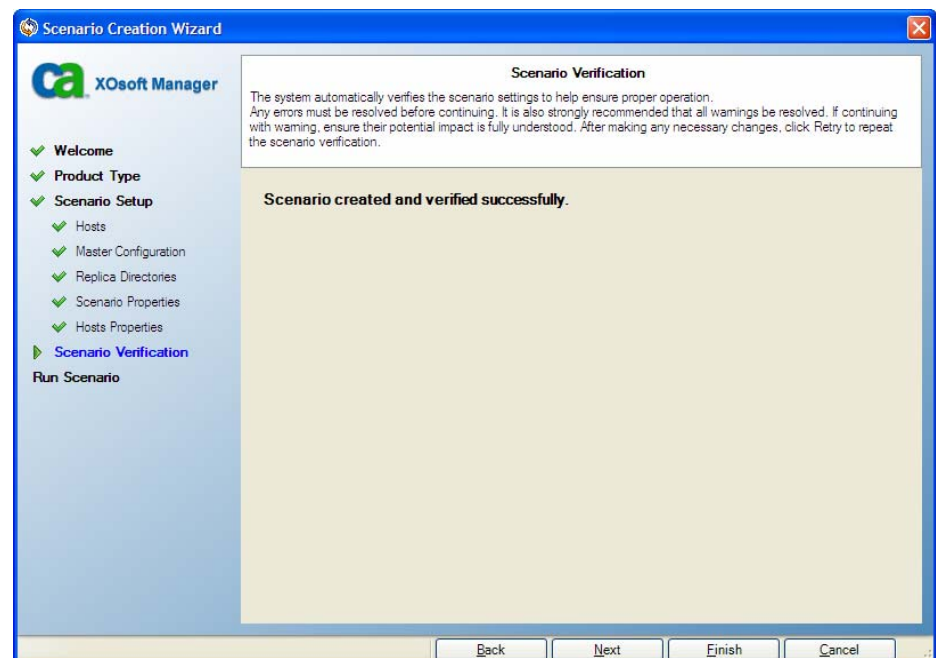 Scenario Creation Wizard
ca XOsoft Manager
Welcome
Product Type
Scenario Setup
Hosts
Master Configuration
Replica Directories
Scenario Properties
Hosts Properties
Scenario Verification
Run Scenario
Scenario Verification
The system automatically verifies the scenario settings to help ensure proper operation.
Any errors must be resolved before continuing. It is also strongly recommended that all warnings be resolved. If continuing
with warning, ensure their potential impact is fully understood. After making any necessary changes, click Retry to repeat
the scenario verification.
Scenario created and verified successfully.
Back Next Finish Cancel